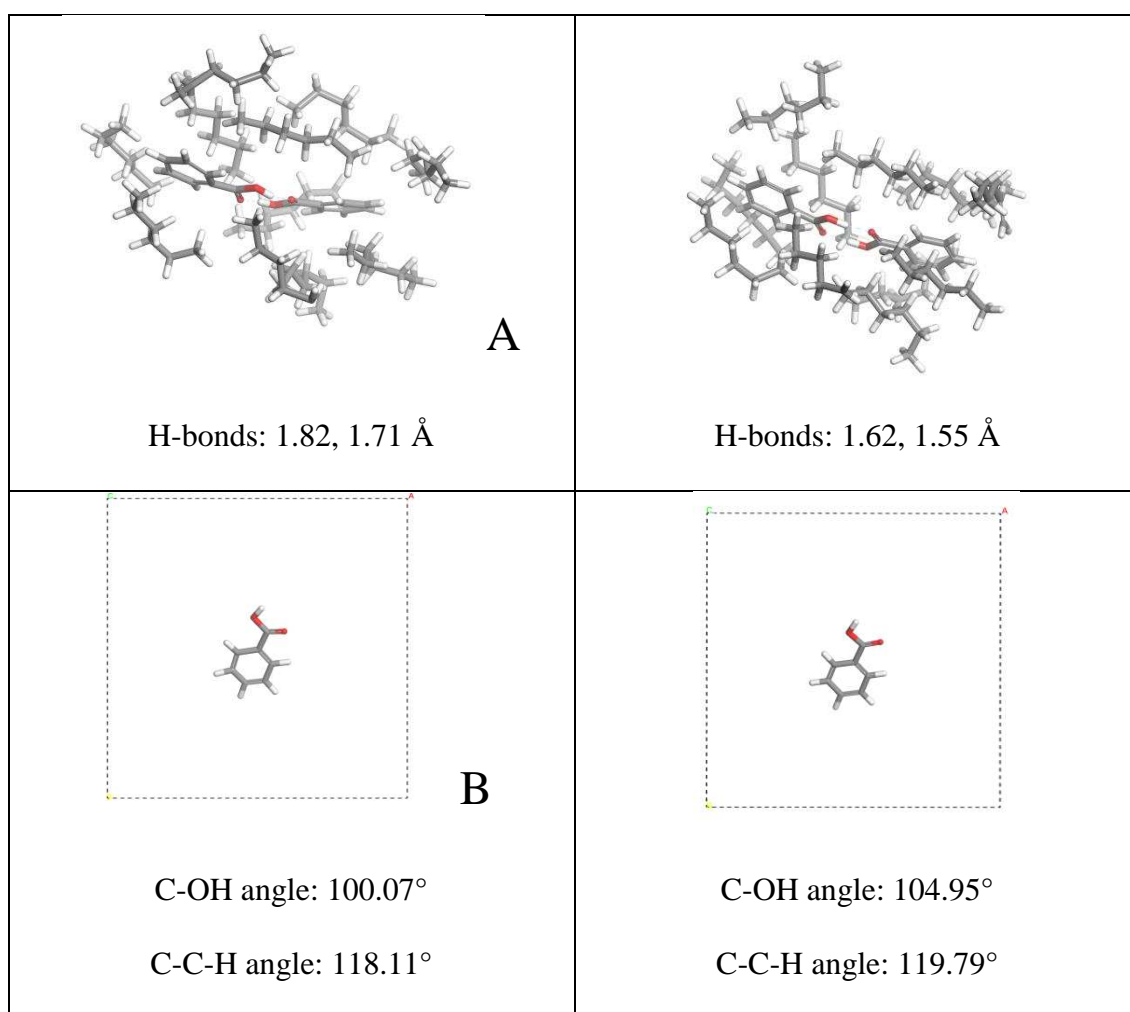 A
H-bonds: 1.82, 1.71 Å
H-bonds: 1.62, 1.55 Å
C
A
C
A
B
C-OH angle: 100.07°
C-C-H angle: 118.11°
C-OH angle: 104.95°
C-C-H angle: 119.79°